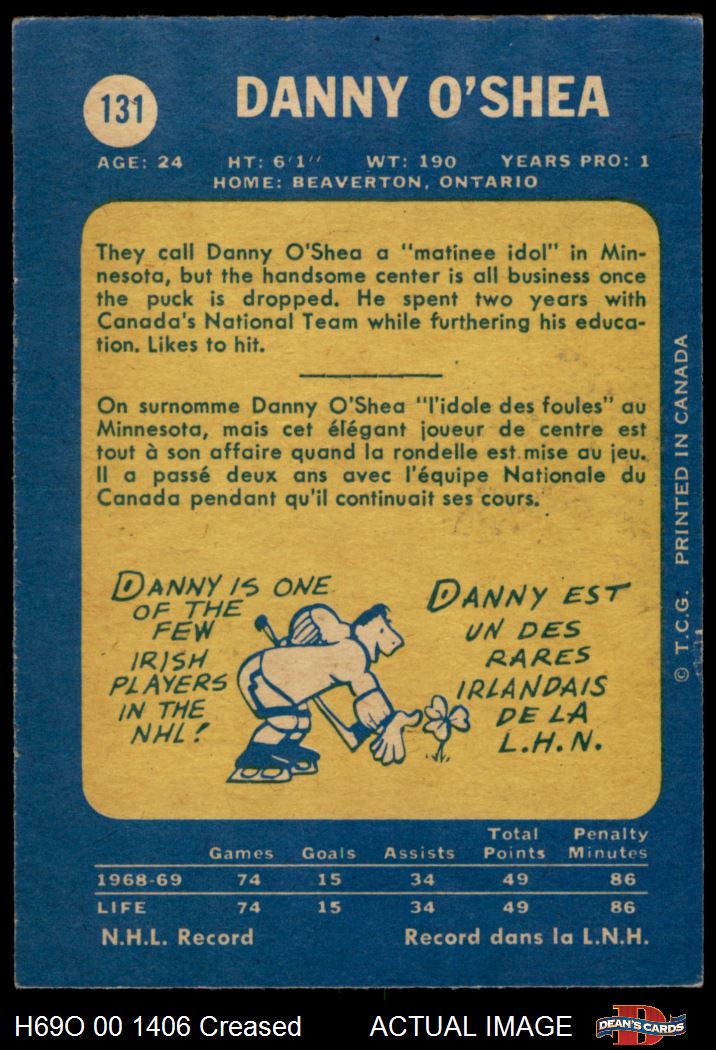 131
DANNY O'SHEA
AGE: 24 HT: 6'1'' WT: 190 YEARS PRO: 1
HOME: BEAVERTON, ONTARIO
They call Danny O'Shea a "matinee idol" in Min-
nesota, but the handsome center is all business once
the puck is dropped. He spent two years with
Canada's National Team while furthering his educa-
tion. Likes to hit.
On surnomme Danny O'Shea "l'idole des foules" au
Minnesota, mais cet élégant joueur de centre est
tout à son affaire quand la rondelle est mise au jeu.
Il a passé deux ans avec l'équipe Nationale du
Canada pendant qu'il continuait ses cours.
DANNY IS ONE
OF THE
FEW
IRISH
PLAYERS
IN THE
NHL!
DANNY EST
UN DES
RARES
IRLANDAIS
DE LA
L.H.N.
© T.C.G. PRINTED IN CANADA
Games Goals Assists Total Points Penalty Minutes
1968-69 74 15 34 49 86
LIFE 74 15 34 49 86
N.H.L. Record Record dans la L.N.H.
H69O 00 1406 Creased ACTUAL IMAGE
D
DEAN'S CARDS